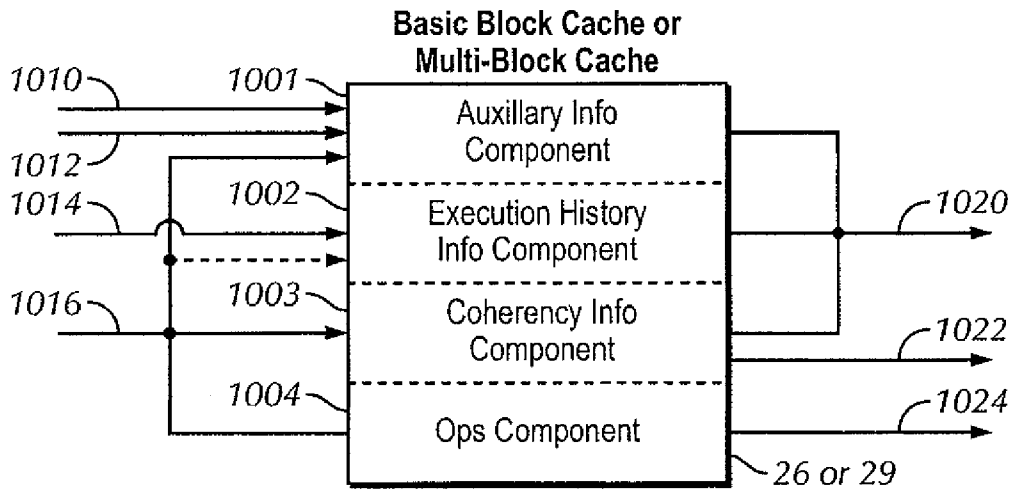 Basic Block Cache or
Multi-Block Cache
1010
1001
Auxillary Info
Component
1012
1002
1014
Execution History
Info Component
1020
1003
1016
Coherency Info
Component
1022
1004
Ops Component
1024
26 or 29